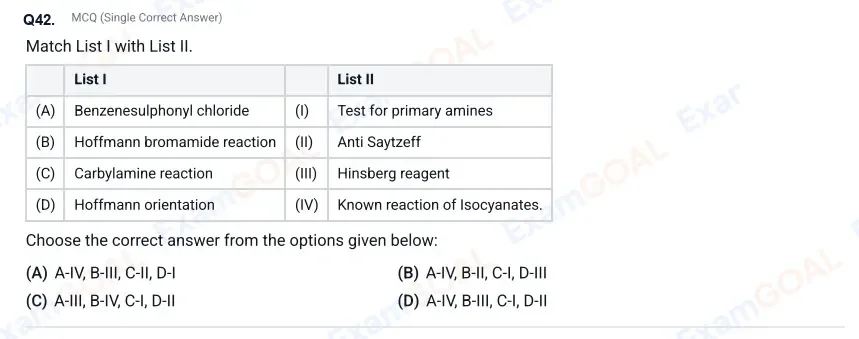 Q42. MCQ (Single Correct Answer)
Match List I with List II.
List I List II
(A) Benzenesulphonyl chloride (I) Test for primary amines
(B) Hoffmann bromamide reaction (II) Anti Saytzeff
(C) Carbylamine reaction (III) Hinsberg reagent
(D) Hoffmann orientation (IV) Known reaction of Isocyanates.
Choose the correct answer from the options given below:
(A) A-IV, B-III, C-II, D-I (B) A-IV, B-II, C-I, D-III
(C) A-III, B-IV, C-I, D-II (D) A-IV, B-III, C-I, D-II
ExamGOAL